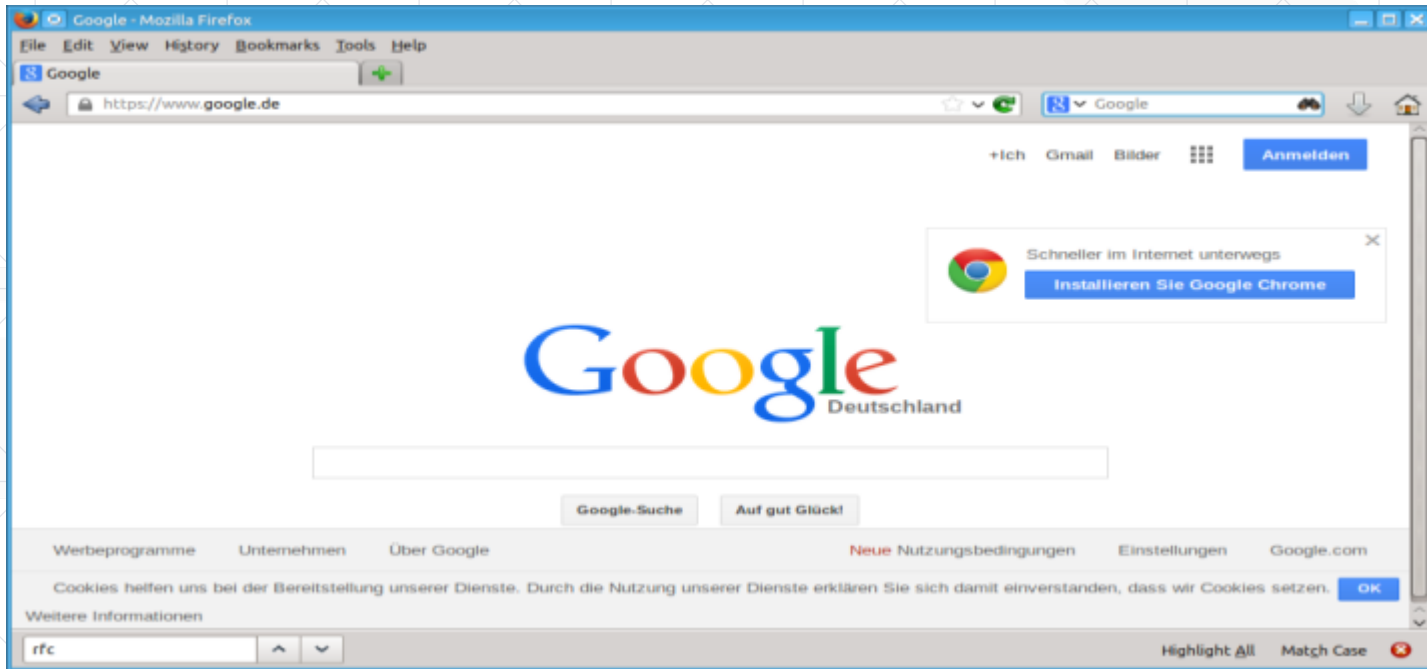 Google - Mozilla Firefox
File Edit View History Bookmarks Tools Help
Google
https://www.google.de Google
+Ich Gmail Bilder Anmelden
Schneller im Internet unterwegs
Installieren Sie Google Chrome
Google
Deutschland
Google-Suche Auf gut Glück!
Werbeprogramme Unternehmen Über Google Neue Nutzungsbedingungen Einstellungen Google.com
Cookies helfen uns bei der Bereitstellung unserer Dienste. Durch die Nutzung unserer Dienste erklären Sie sich damit einverstanden, dass wir Cookies setzen. OK
Weitere Informationen
rfc Highlight All Match Case